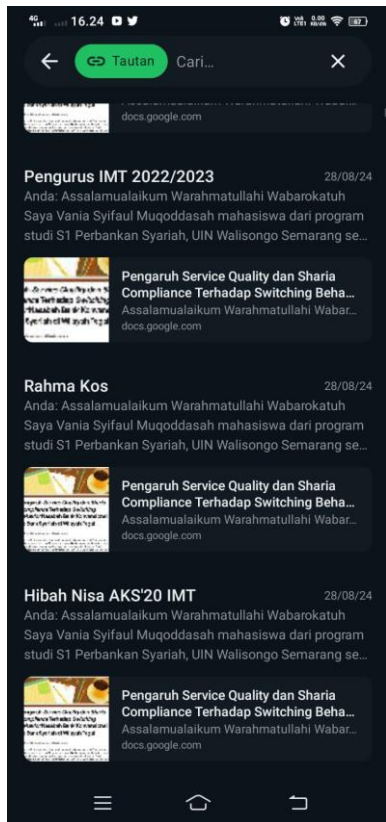 4G 16.24
0.00 KB/s 67
Tautan Cari...
docs.google.com
Pengurus IMT 2022/2023 28/08/24
Anda: Assalamualaikum Warahmatullahi Wabarokatuh
Saya Vania Syifaul Muqoddasah mahasiswa dari program
studi S1 Perbankan Syariah, UIN Walisongo Semarang se...
Pengaruh Service Quality dan Sharia
Compliance Terhadap Switching Beha...
Assalamualaikum Warahmatullahi Wabar...
docs.google.com
Rahma Kos 28/08/24
Anda: Assalamualaikum Warahmatullahi Wabarokatuh
Saya Vania Syifaul Muqoddasah mahasiswa dari program
studi S1 Perbankan Syariah, UIN Walisongo Semarang se...
Pengaruh Service Quality dan Sharia
Compliance Terhadap Switching Beha...
Assalamualaikum Warahmatullahi Wabar...
docs.google.com
Hibah Nisa AKS'20 IMT 28/08/24
Anda: Assalamualaikum Warahmatullahi Wabarokatuh
Saya Vania Syifaul Muqoddasah mahasiswa dari program
studi S1 Perbankan Syariah, UIN Walisongo Semarang se...
Pengaruh Service Quality dan Sharia
Compliance Terhadap Switching Beha...
Assalamualaikum Warahmatullahi Wabar...
docs.google.com